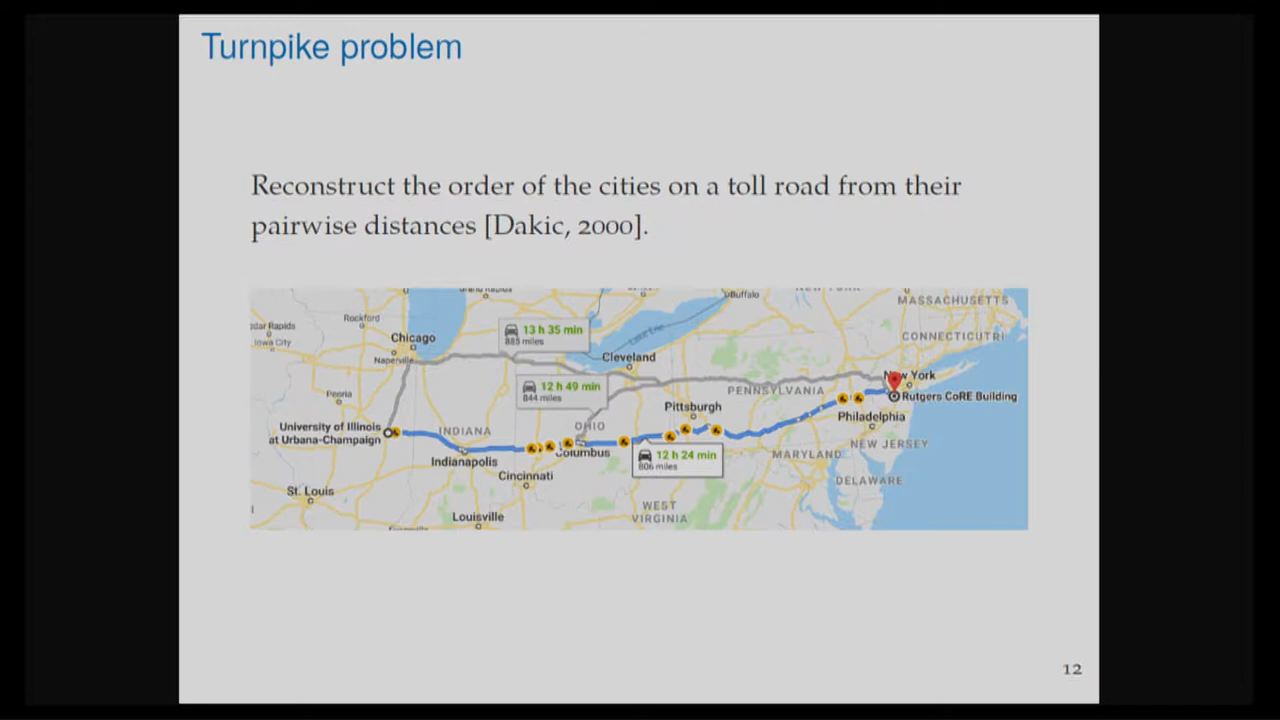 Turnpike problem
Reconstruct the order of the cities on a toll road from their
pairwise distances [Dakic, 2000].
Buffalo
MASSACHUSETTS
Rockford
dar Rapids
Iowa City
Chicago
13 h 35 min
885 miles
Lake Erie
CONNECTICUT
Naperville
Cleveland
New York
12 h 49 min
844 miles
PENNSYLVANIA
Peoria
Rutgers CoRE Building
Pittsburgh
Philadelphia
University of Illinois
at Urbana-Champaign
INDIANA
OHIO
NEW JERSEY
Columbus
12 h 24 min
806 miles
MARYLAND
Indianapolis
Cincinnati
DELAWARE
St. Louis
WEST
VIRGINIA
Louisville
12